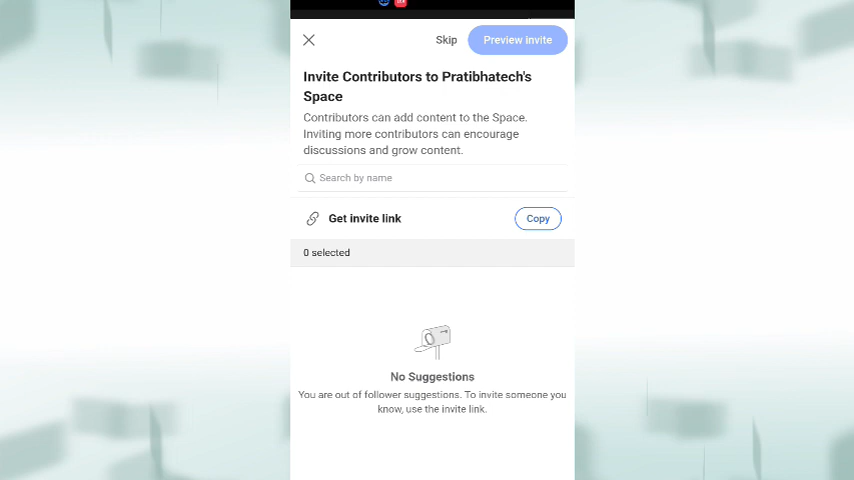 Skip
Preview invite
Invite Contributors to Pratibhatech's
Space
Contributors can add content to the Space.
Inviting more contributors can encourage
discussions and grow content.
Search by name
Get invite link
Copy
0 selected
No Suggestions
You are out of follower suggestions. To invite someone you
know, use the invite link.